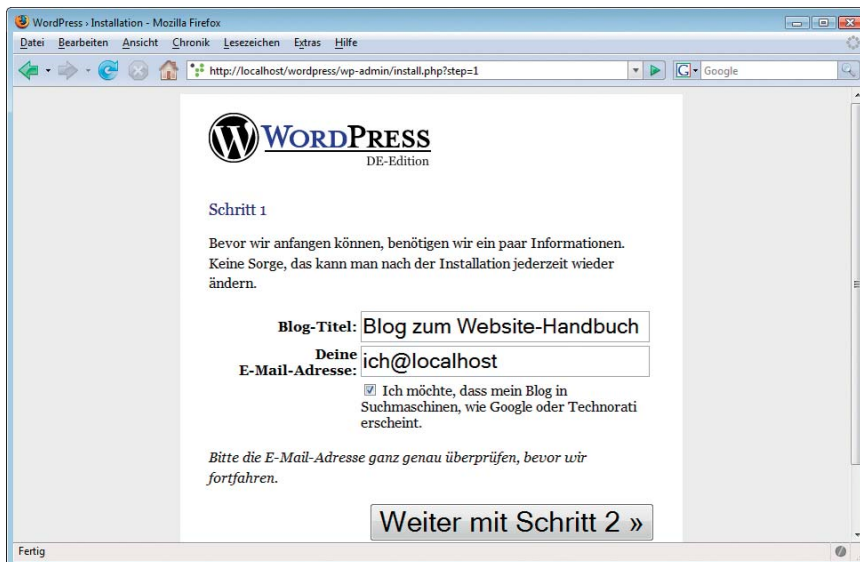 WordPress › Installation - Mozilla Firefox
Datei Bearbeiten Ansicht Chronik Lesezeichen Extras Hilfe
http://localhost/wordpress/wp-admin/install.php?step=1
Google
WORDPRESS
DE-Edition
Schritt 1
Bevor wir anfangen können, benötigen wir ein paar Informationen.
Keine Sorge, das kann man nach der Installation jederzeit wieder
ändern.
Blog-Titel: Blog zum Website-Handbuch
Deine
E-Mail-Adresse: ich@localhost
Ich möchte, dass mein Blog in
Suchmaschinen, wie Google oder Technorati
erscheint.
Bitte die E-Mail-Adresse ganz genau überprüfen, bevor wir
fortfahren.
Weiter mit Schritt 2 »
Fertig